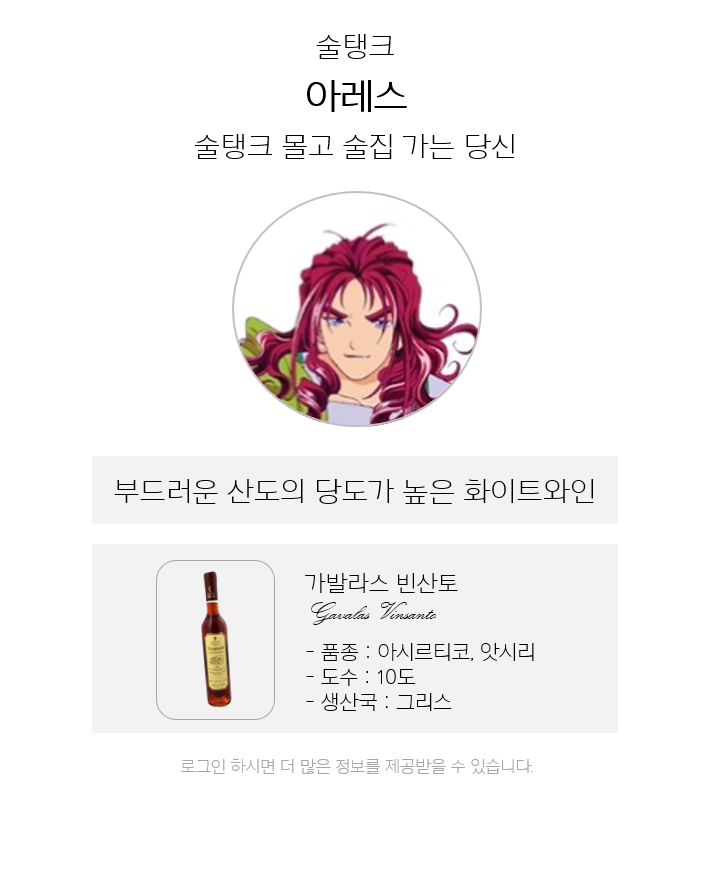 술탱크
아레스
술탱크 몰고 술집 가는 당신
부드러운 산도의 당도가 높은 화이트와인
가발라스 빈산토
Gavalas Vinsanto
- 품종 : 아시르티코, 앗시리
- 도수 : 10도
- 생산국 : 그리스
로그인 하시면 더 많은 정보를 제공받을 수 있습니다.